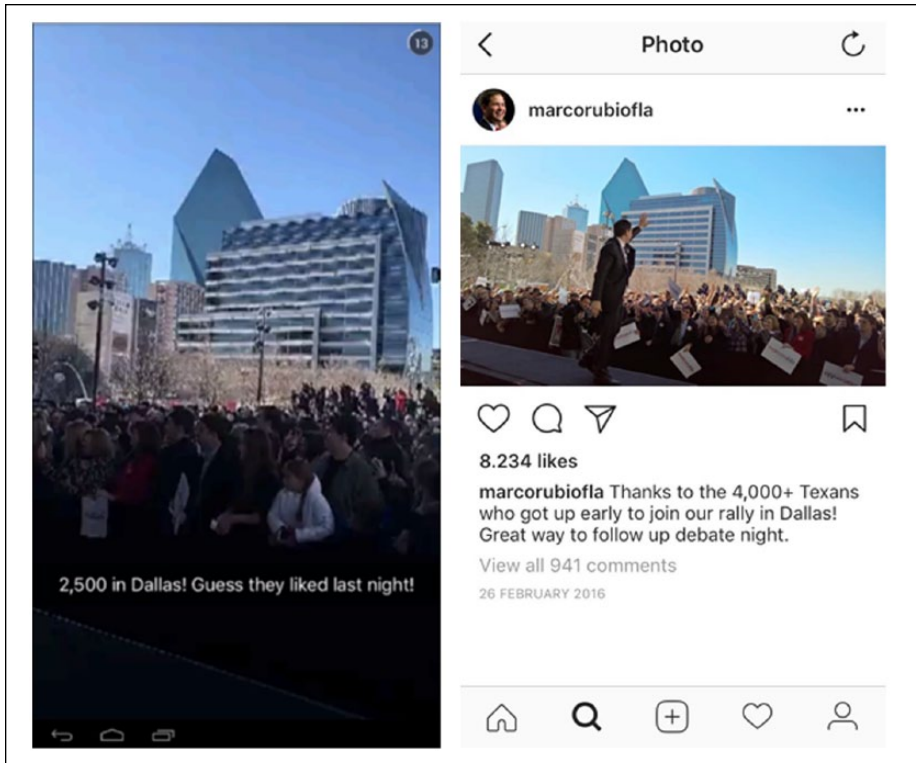 13
2,500 in Dallas! Guess they liked last night!
Photo
marcorubiofla
8.234 likes
marcorubiofla Thanks to the 4,000+ Texans
who got up early to join our rally in Dallas!
Great way to follow up debate night.
View all 941 comments
26 FEBRUARY 2016